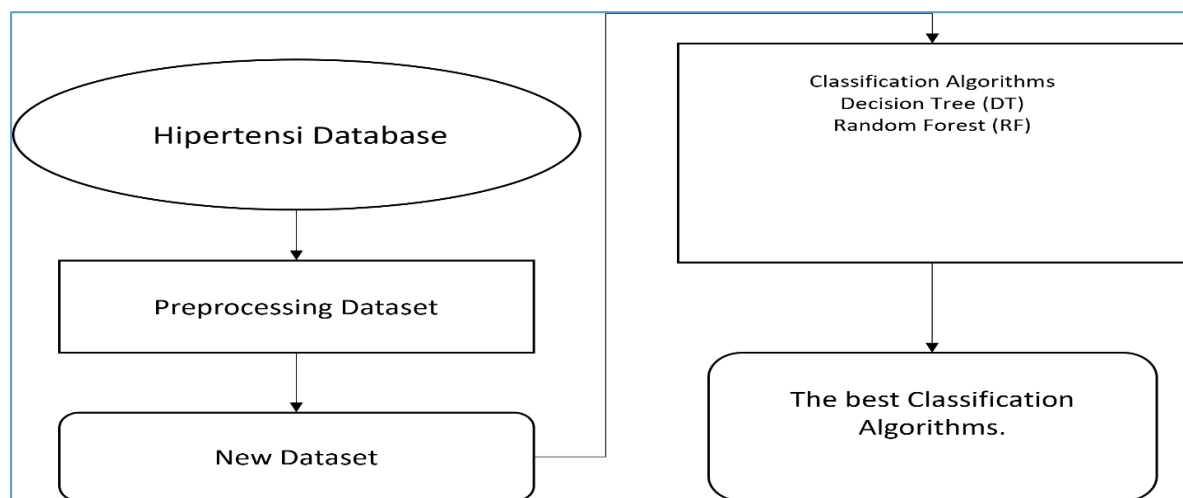 Hipertensi Database
Preprocessing Dataset
New Dataset
Classification Algorithms
Decision Tree (DT)
Random Forest (RF)
The best Classification
Algorithms.